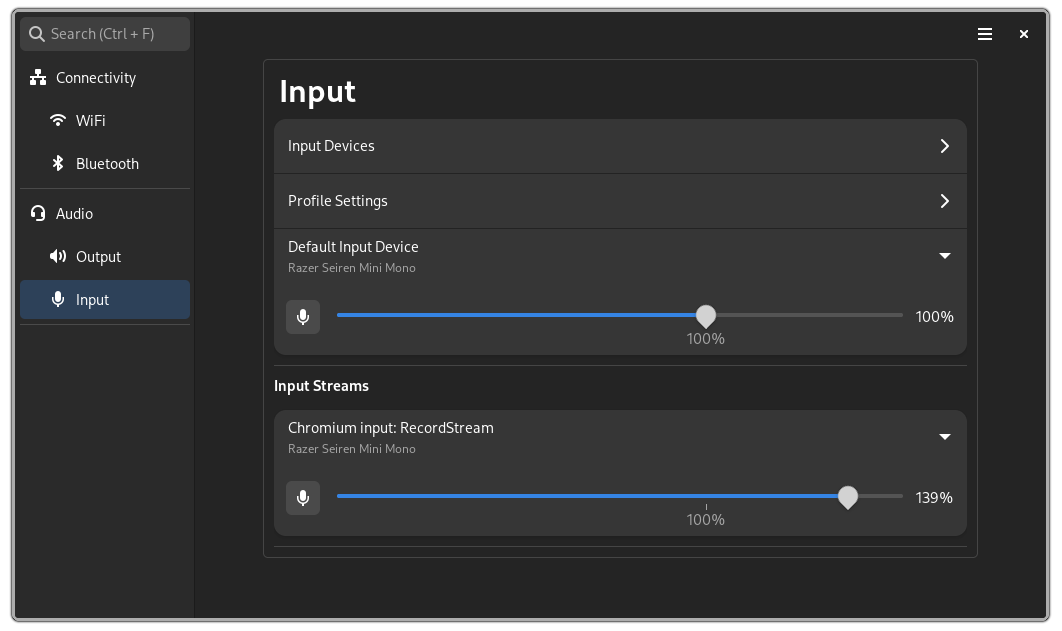 Search (Ctrl + F)
Connectivity
WiFi
Bluetooth
Audio
Output
Input
Input
Input Devices
Profile Settings
Default Input Device
Razer Seiren Mini Mono
100%
100%
Input Streams
Chromium input: RecordStream
Razer Seiren Mini Mono
139%
100%